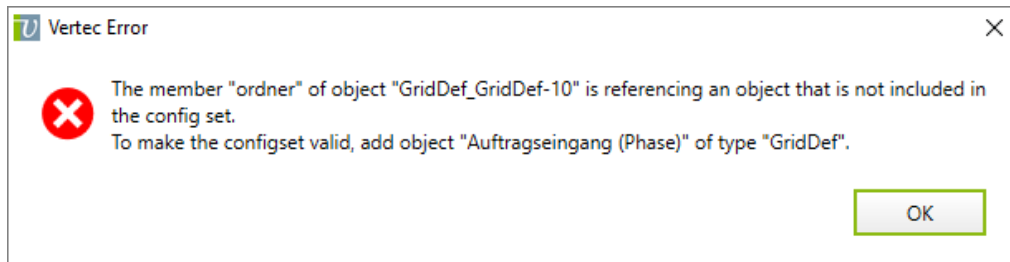 Vertec Error
The member "ordner" of object "GridDef_GridDef-10" is referencing an object that is not included in
the config set.
To make the configset valid, add object "Auftragseingang (Phase)" of type "GridDef".
OK